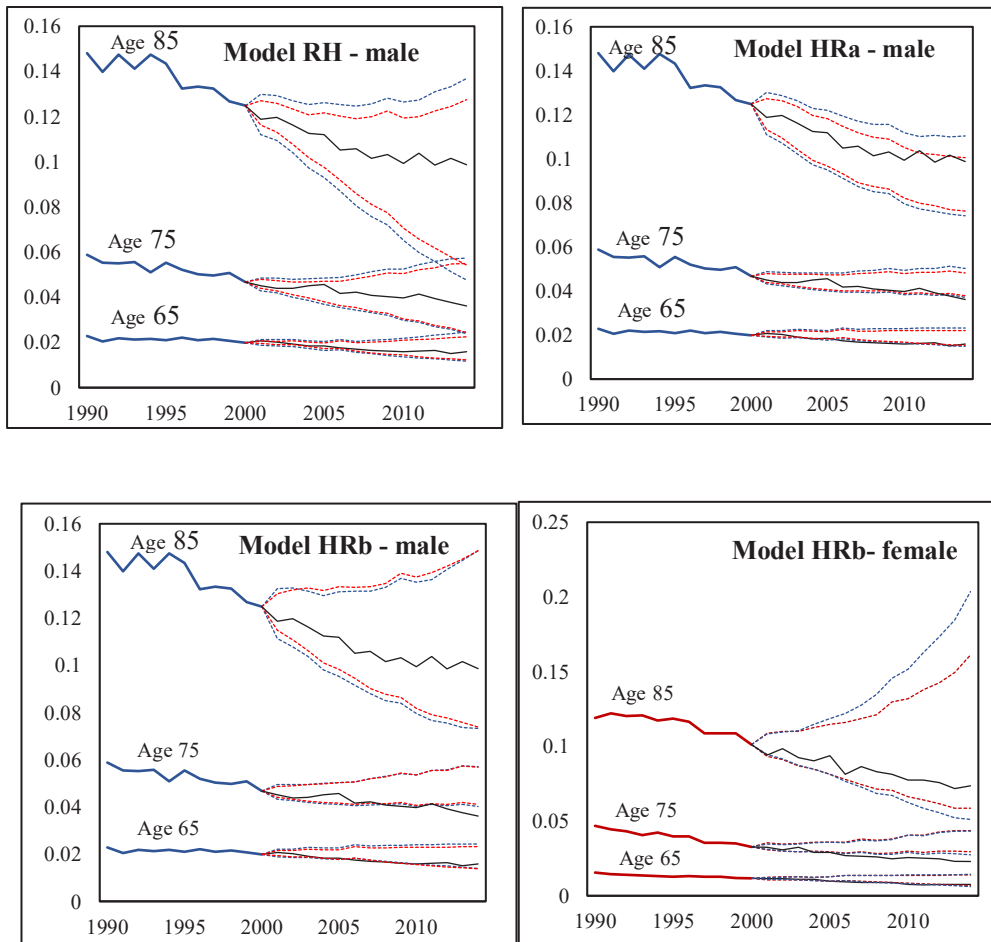 Model RH - male
0.16
0.14
0.12
0.1
0.08
0.06
0.04
0.02
0
Age 85
Age 75
Age 65
1990 1995 2000 2005 2010
Model HRa - male
0.16
0.14
0.12
0.1
0.08
0.06
0.04
0.02
0
Age 85
Age 75
Age 65
1990 1995 2000 2005 2010
Model HRb - male
0.16
0.14
0.12
0.1
0.08
0.06
0.04
0.02
0
Age 85
Age 75
Age 65
1990 1995 2000 2005 2010
Model HRb- female
0.25
0.2
0.15
0.1
0.05
0
Age 85
Age 75
Age 65
1990 1995 2000 2005 2010